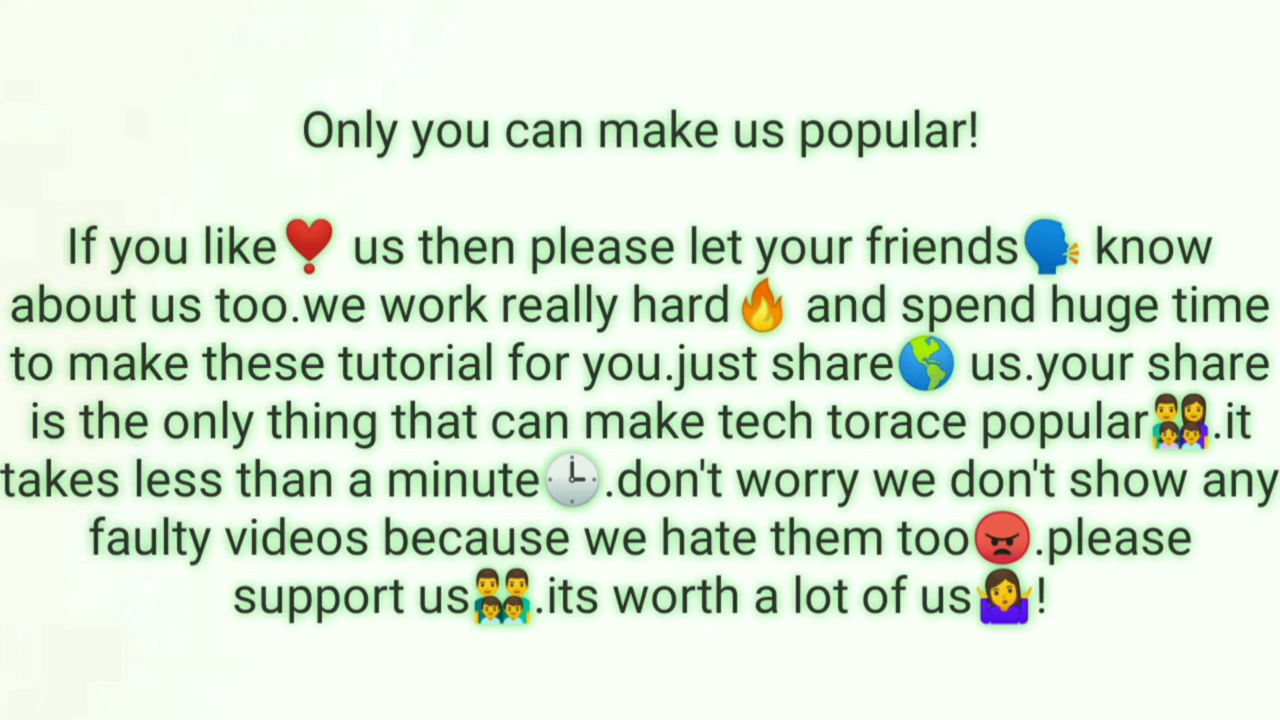 Only you can make us popular!
If you like❣️ us then please let your friends🗣️ know
about us too.we work really hard🔥 and spend huge time
to make these tutorial for you.just share🌎 us.your share
is the only thing that can make tech torace popular👨‍👩‍👧‍👦.it
takes less than a minute🕒.don't worry we don't show any
faulty videos because we hate them too😡.please
support us👨‍👨‍👦‍👦.its worth a lot of us🤷‍♀️!